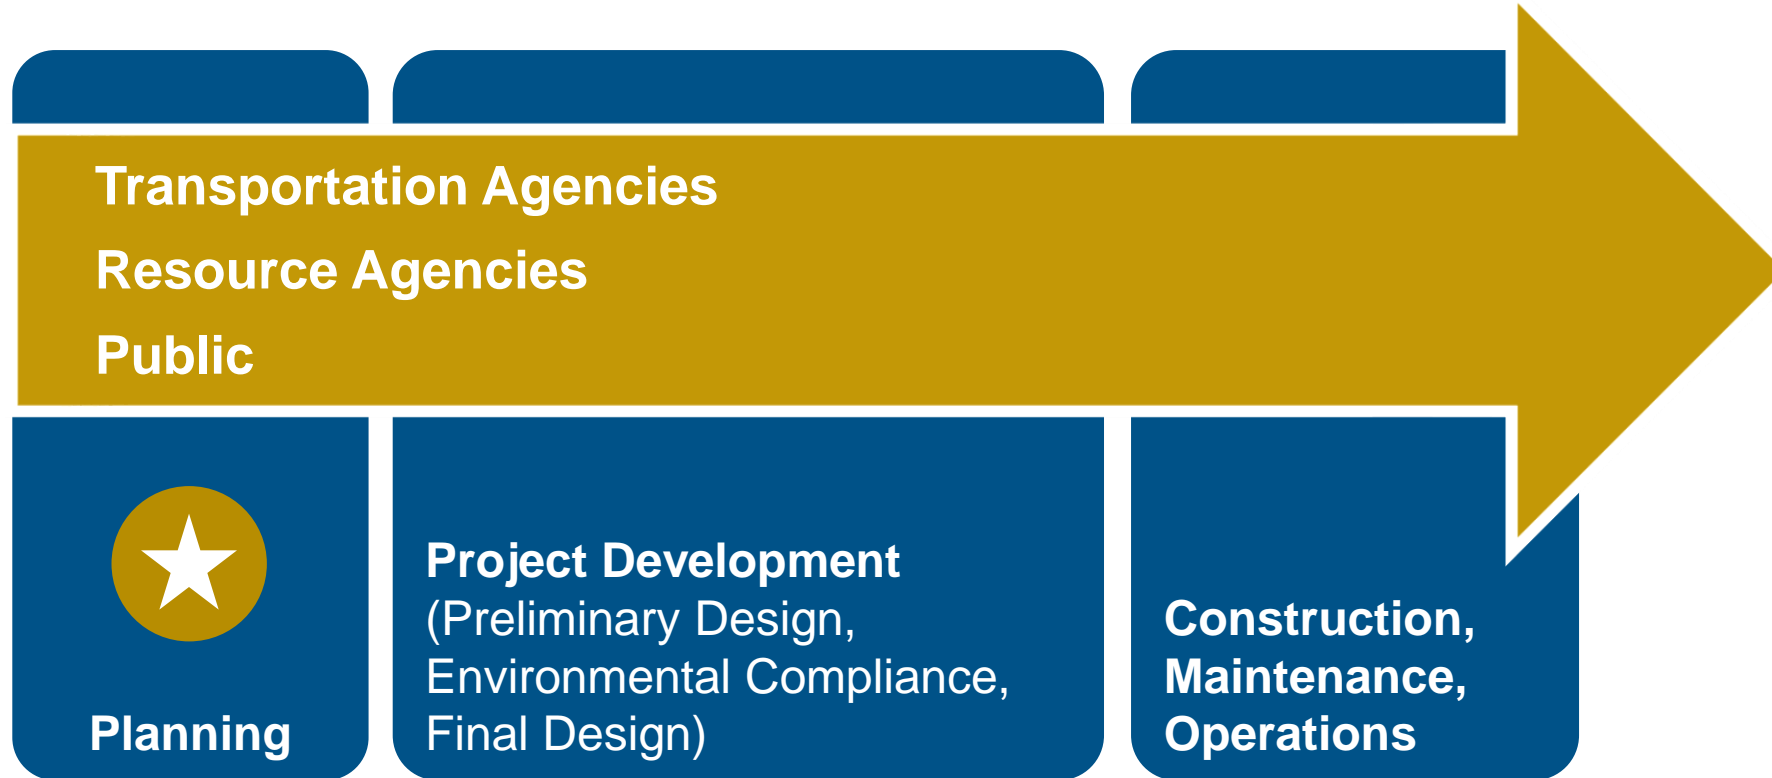 Transportation Agencies
Resource Agencies
Public
Planning
Project Development
(Preliminary Design,
Environmental Compliance,
Final Design)
Construction,
Maintenance,
Operations